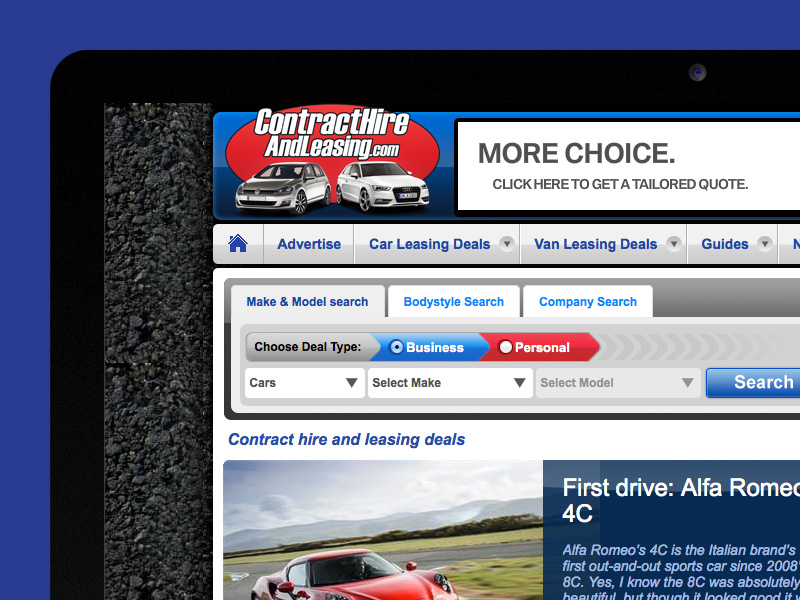 ContractHire
AndLeasing.com
MORE CHOICE.
CLICK HERE TO GET A TAILORED QUOTE.
Advertise Car Leasing Deals Van Leasing Deals Guides N
Make & Model search Bodystyle Search Company Search
Choose Deal Type: Business Personal
Cars Select Make Select Model Search
Contract hire and leasing deals
First drive: Alfa Romeo
4C
Alfa Romeo's 4C is the Italian brand's
first out-and-out sports car since 2008'
8C. Yes, I know the 8C was absolutely
beautiful, but though it looked good it w